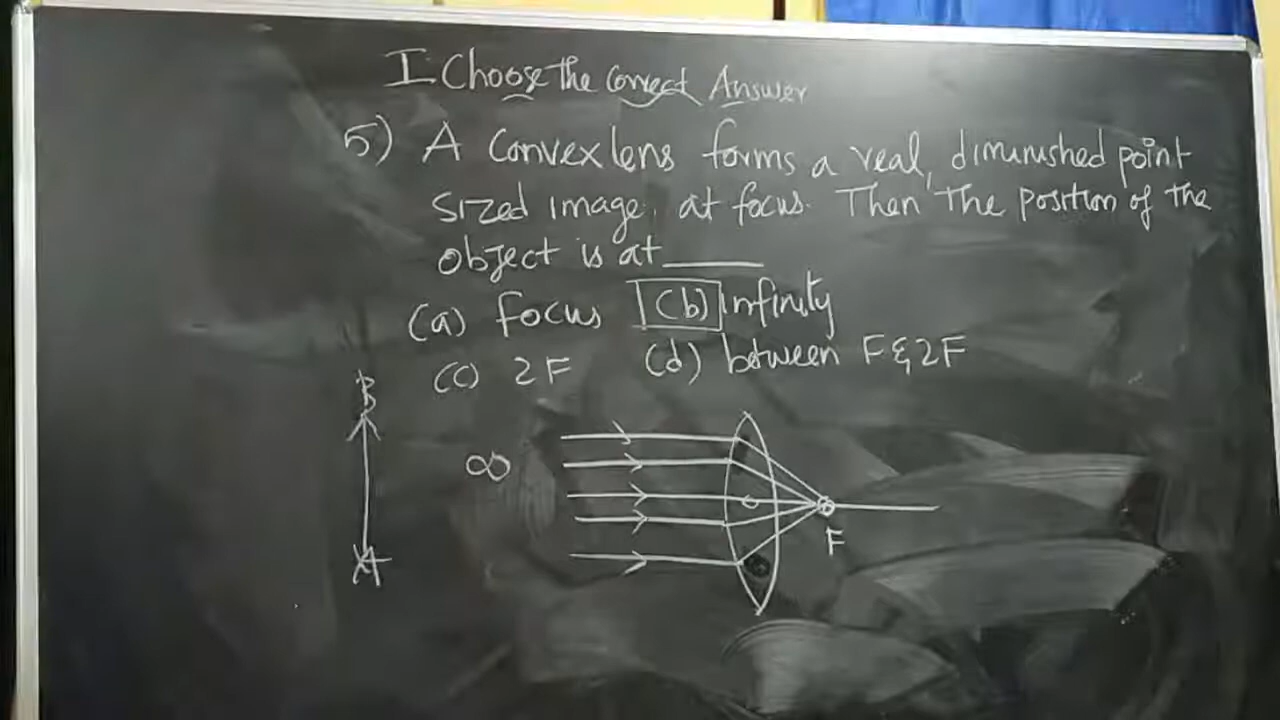 I. Choose the Correct Answer
5) A Convex lens forms a real, diminished point
sized image, at focus. Then the position of the
object is at ____
(a) focus (b) infinity
(c) 2F (d) between F & 2F
B
∞
C
F
A